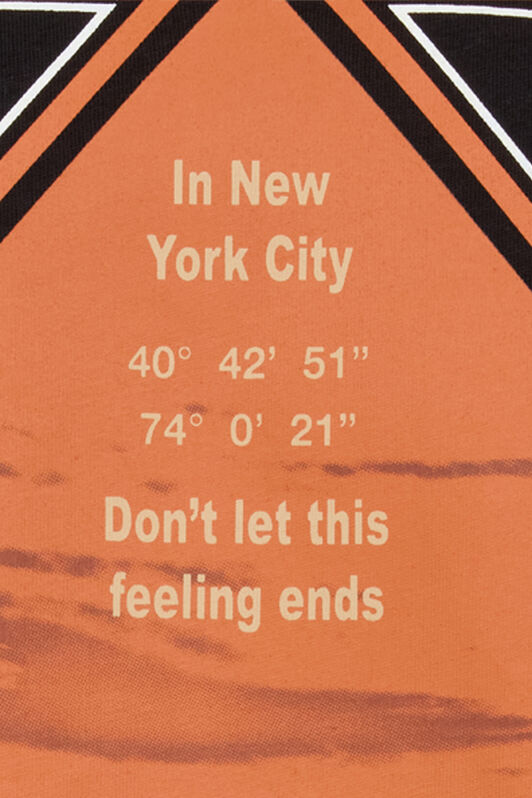 In New
York City
40° 42’ 51”
74° 0’ 21”
Don’t let this
feeling ends